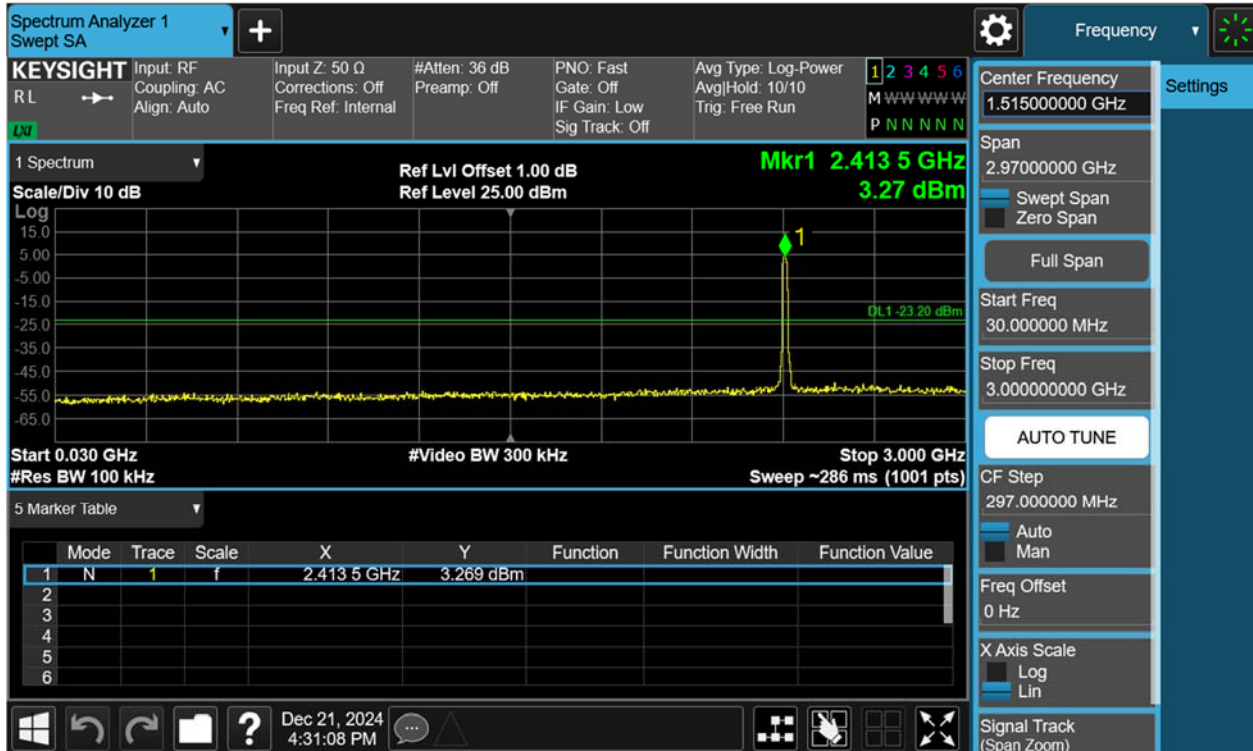 Spectrum Analyzer 1
Swept SA
+
Frequency
KEYSIGHT
RL
LXI
Input: RF
Coupling: AC
Align: Auto
Input Z: 50 Ω
Corrections: Off
Freq Ref: Internal
#Atten: 36 dB
Preamp: Off
PNO: Fast
Gate: Off
IF Gain: Low
Sig Track: Off
Avg Type: Log-Power
Avg|Hold: 10/10
Trig: Free Run
1 2 3 4 5 6
M W W W W W
P N N N N N
1 Spectrum
Scale/Div 10 dB
Ref Lvl Offset 1.00 dB
Ref Level 25.00 dBm
Mkr1 2.413 5 GHz
3.27 dBm
Log
15.0
5.00
-5.00
-15.0
-25.0
-35.0
-45.0
-55.0
-65.0
1
DL1 -23.20 dBm
Start 0.030 GHz
#Res BW 100 kHz
#Video BW 300 kHz
Stop 3.000 GHz
Sweep ~286 ms (1001 pts)
5 Marker Table
Mode Trace Scale X Y Function Function Width Function Value
1 N 1 f 2.413 5 GHz 3.269 dBm
2
3
4
5
6
?
Dec 21, 2024
4:31:08 PM
Center Frequency
1.515000000 GHz
Settings
Span
2.97000000 GHz
Swept Span
Zero Span
Full Span
Start Freq
30.000000 MHz
Stop Freq
3.000000000 GHz
AUTO TUNE
CF Step
297.000000 MHz
Auto
Man
Freq Offset
0 Hz
X Axis Scale
Log
Lin
Signal Track
(Span Zoom)